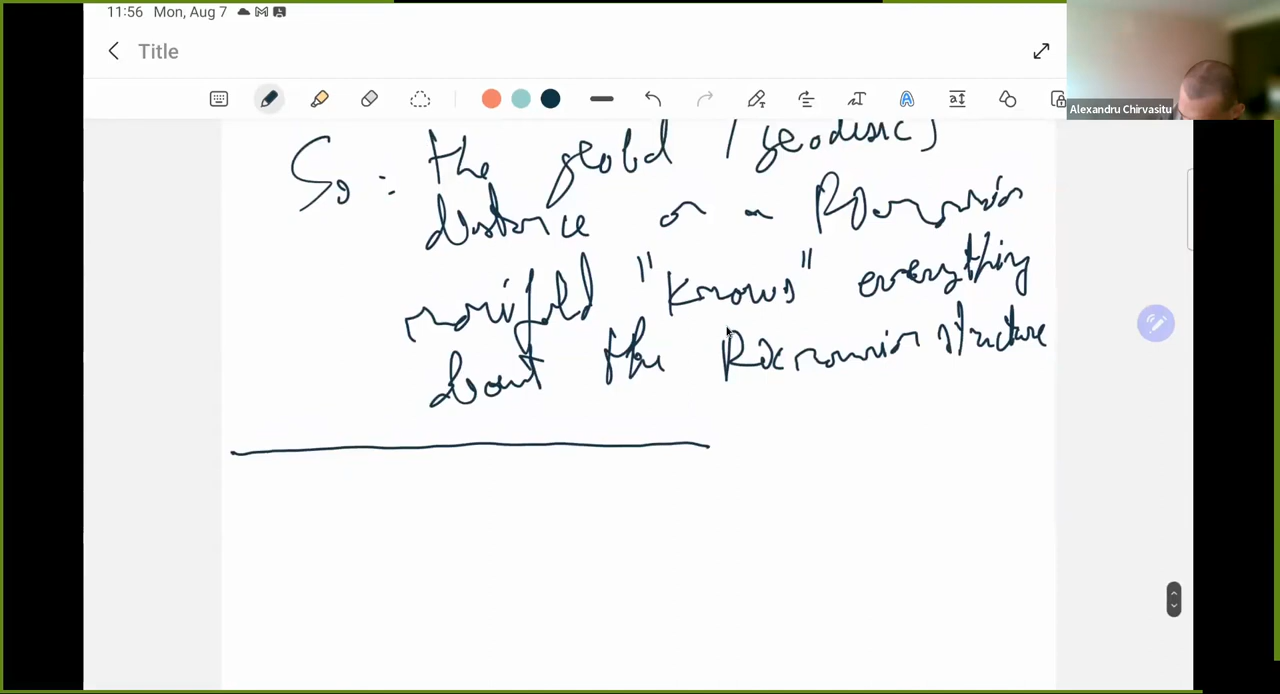 11:56 Mon, Aug 7
Title
Alexandru Chirvasitu
So: the global (geodesic)
distance on a Riemannian
manifold "knows" everything
about the Riemannian structure